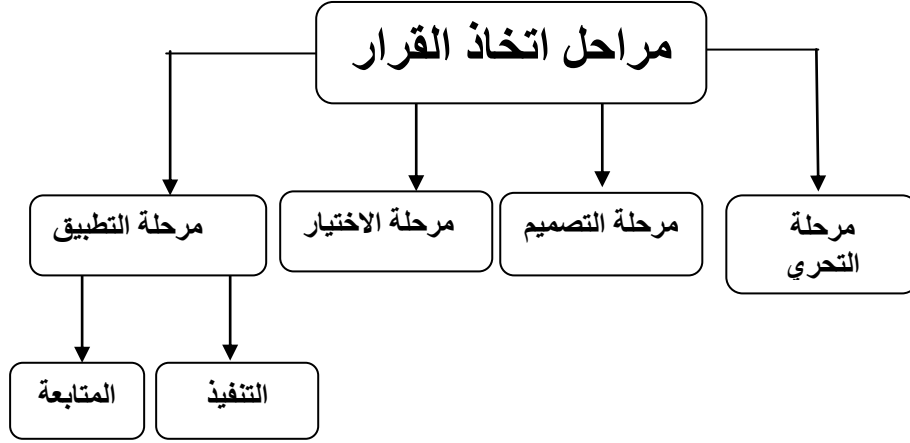 مراحل اتخاذ القرار
مرحلة
التحري
مرحلة التصميم
مرحلة الاختيار
مرحلة التطبيق
التنفيذ
المتابعة